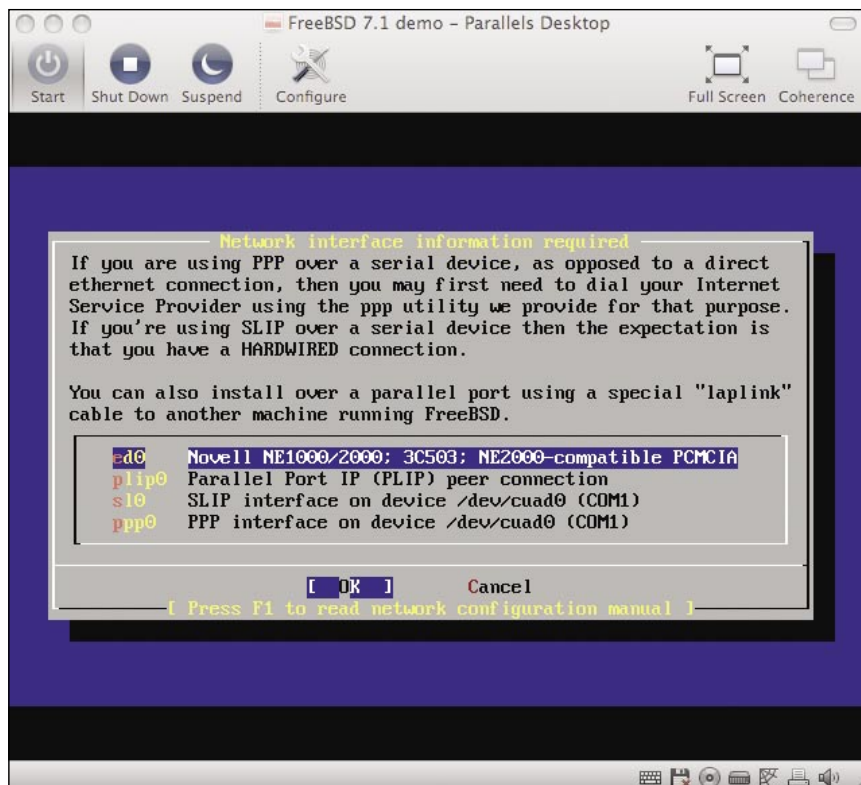 FreeBSD 7.1 demo – Parallels Desktop
Start Shut Down Suspend Configure Full Screen Coherence
Network interface information required
If you are using PPP over a serial device, as opposed to a direct
ethernet connection, then you may first need to dial your Internet
Service Provider using the ppp utility we provide for that purpose.
If you're using SLIP over a serial device then the expectation is
that you have a HARDWIRED connection.
You can also install over a parallel port using a special "laplink"
cable to another machine running FreeBSD.
ed0 Novell NE1000/2000; 3C503; NE2000-compatible PCMCIA
plip0 Parallel Port IP (PLIP) peer connection
sl0 SLIP interface on device /dev/cuad0 (COM1)
ppp0 PPP interface on device /dev/cuad0 (COM1)
[ OK ] Cancel
[ Press F1 to read network configuration manual ]